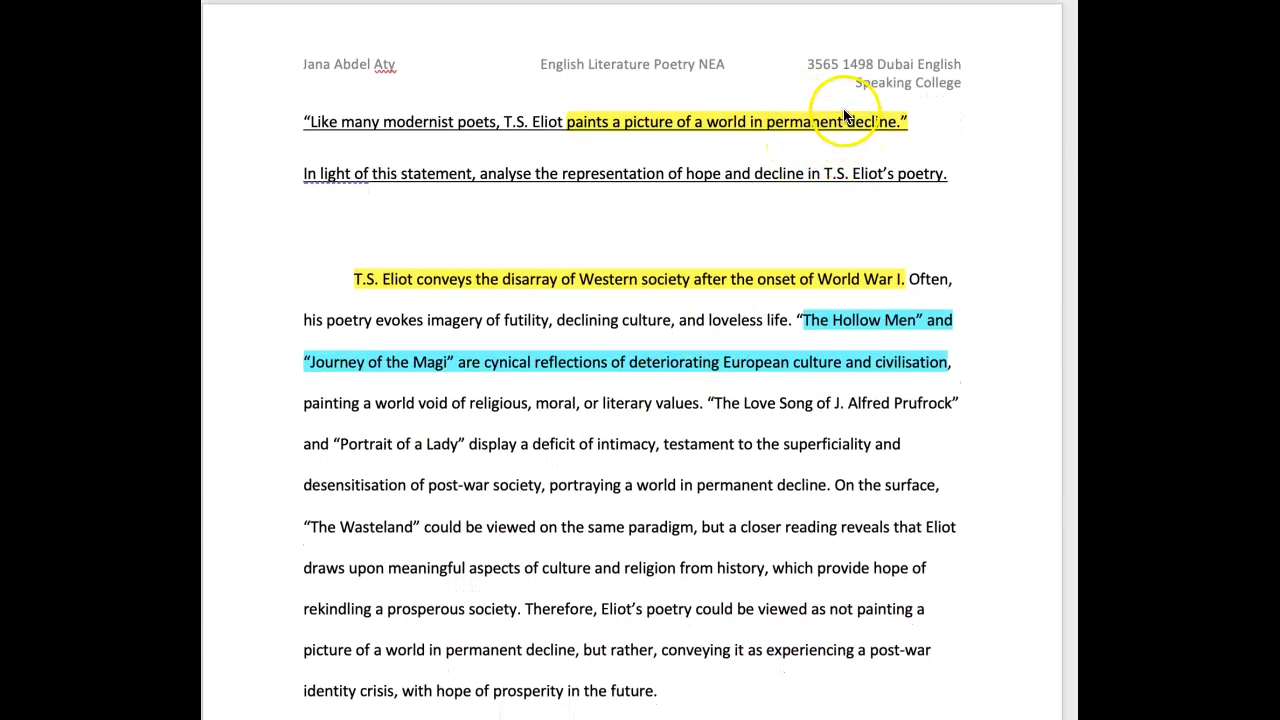 Jana Abdel Aty English Literature Poetry NEA 3565 1498 Dubai English
Speaking College
“Like many modernist poets, T.S. Eliot paints a picture of a world in permanent decline.”
In light of this statement, analyse the representation of hope and decline in T.S. Eliot’s poetry.
T.S. Eliot conveys the disarray of Western society after the onset of World War I. Often,
his poetry evokes imagery of futility, declining culture, and loveless life. “The Hollow Men” and
“Journey of the Magi” are cynical reflections of deteriorating European culture and civilisation,
painting a world void of religious, moral, or literary values. “The Love Song of J. Alfred Prufrock”
and “Portrait of a Lady” display a deficit of intimacy, testament to the superficiality and
desensitisation of post-war society, portraying a world in permanent decline. On the surface,
“The Wasteland” could be viewed on the same paradigm, but a closer reading reveals that Eliot
draws upon meaningful aspects of culture and religion from history, which provide hope of
rekindling a prosperous society. Therefore, Eliot’s poetry could be viewed as not painting a
picture of a world in permanent decline, but rather, conveying it as experiencing a post-war
identity crisis, with hope of prosperity in the future.